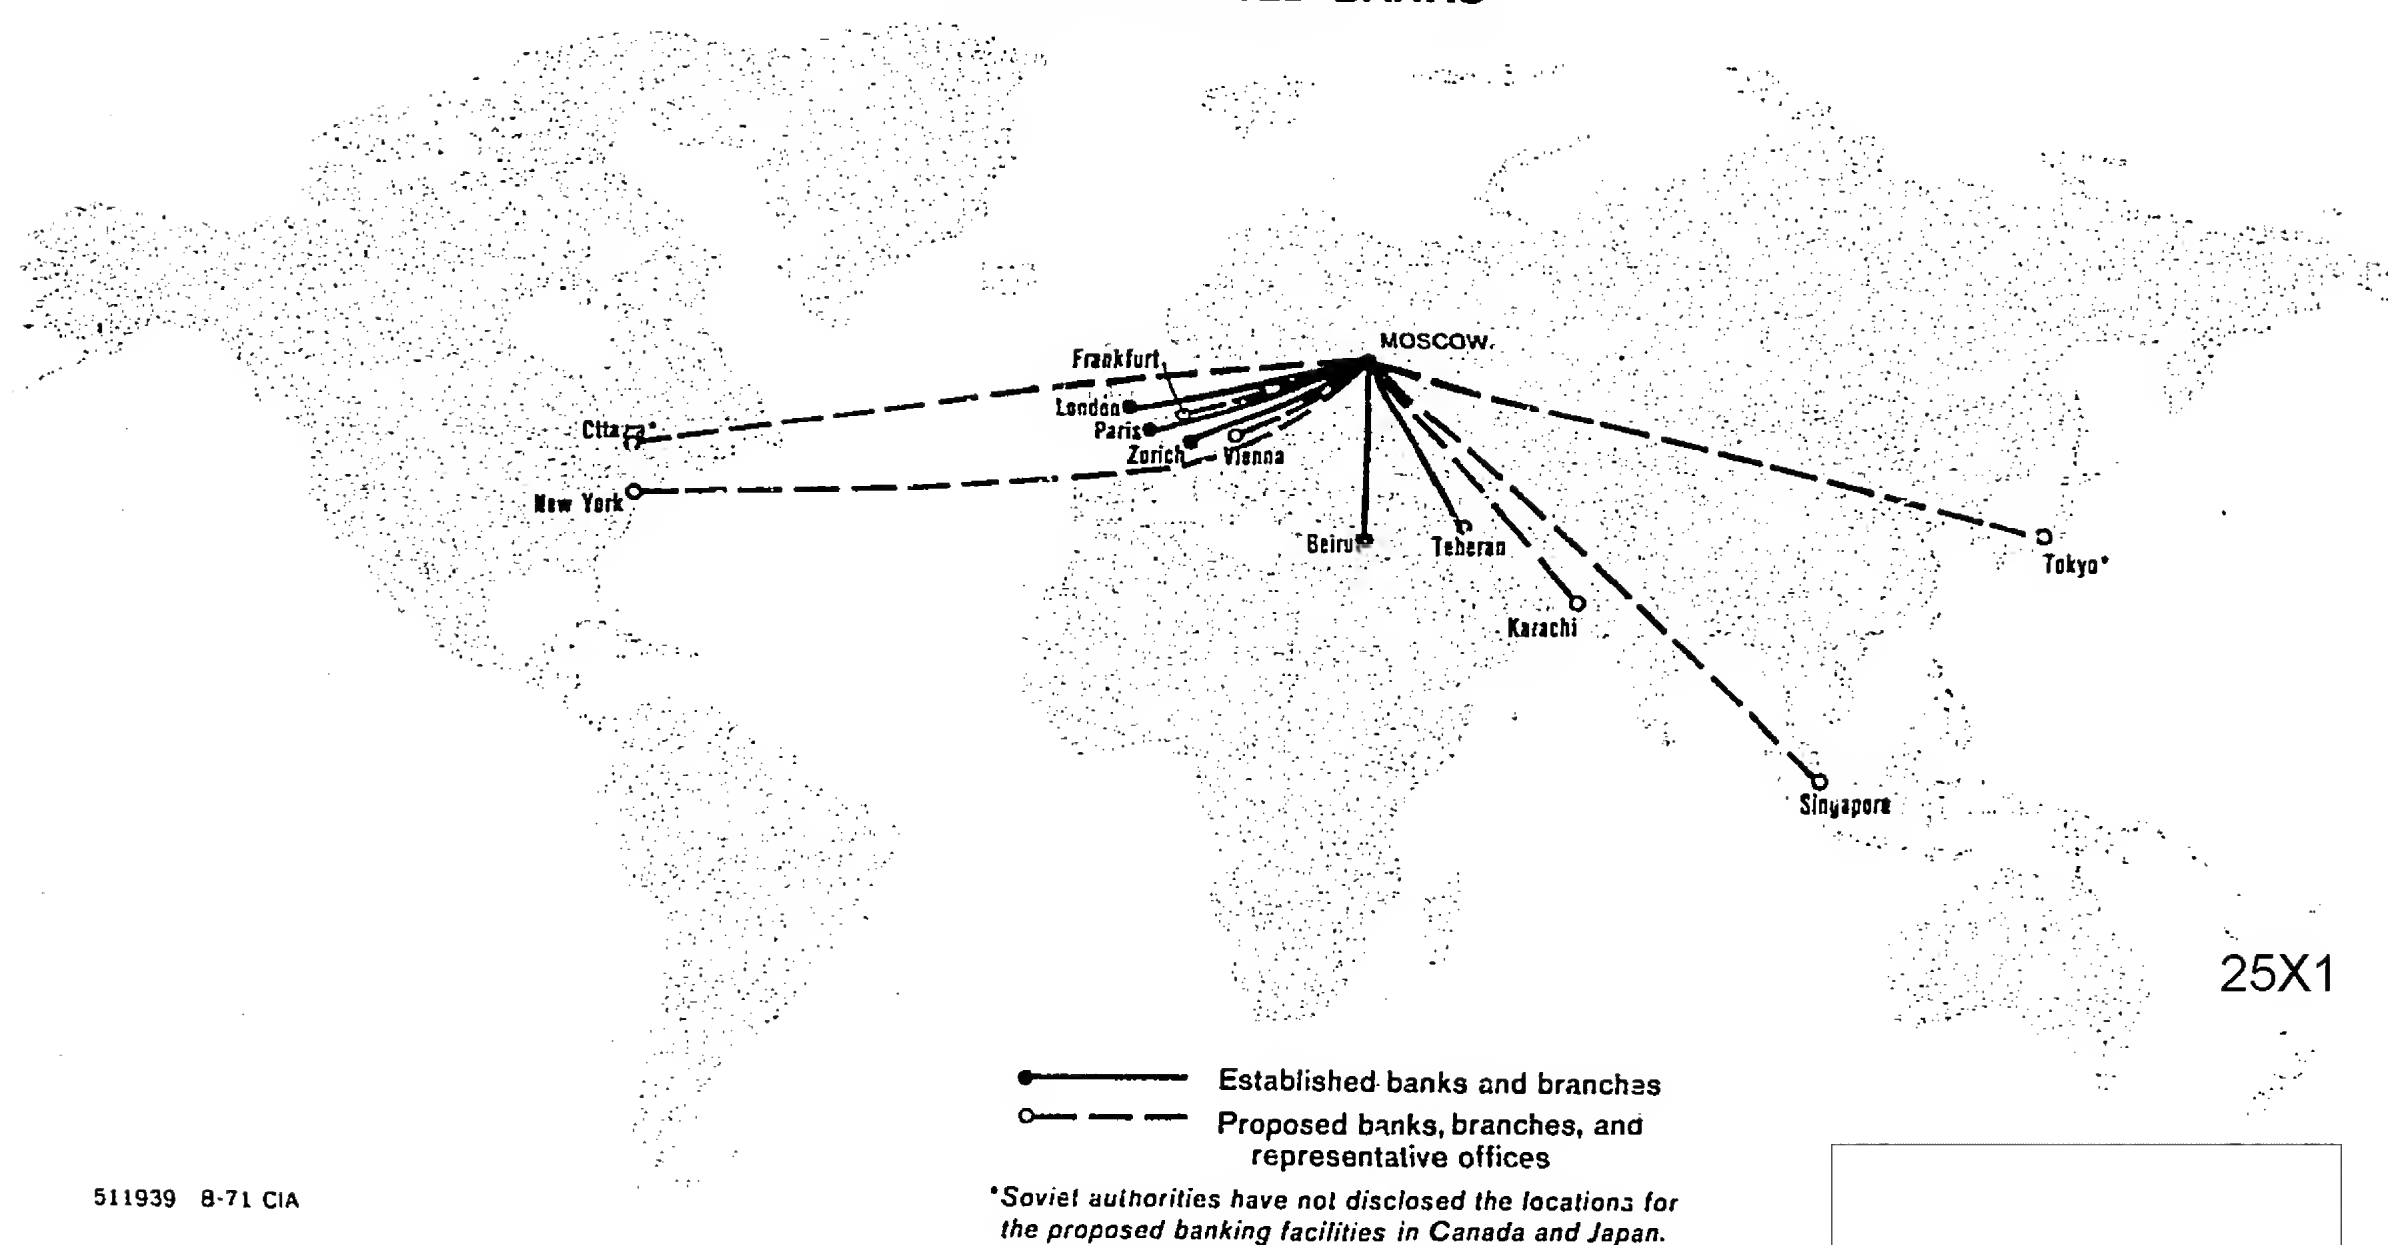 BANKS
MOSCOW.
Frankfurt
London
Paris
Zurich
Vienna
Ottawa*
New York
Beirut
Teheran
Karachi
Tokyo*
Singapore
25X1
Established banks and branches
Proposed banks, branches, and
representative offices
*Soviet authorities have not disclosed the locations for
the proposed banking facilities in Canada and Japan.
511939 8-71 CIA